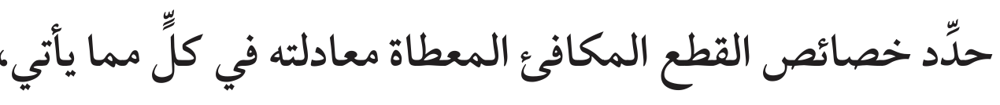 حدِّد خصائص القطع المكافئ المعطاة معادلته في كلٍّ مما يأتي،